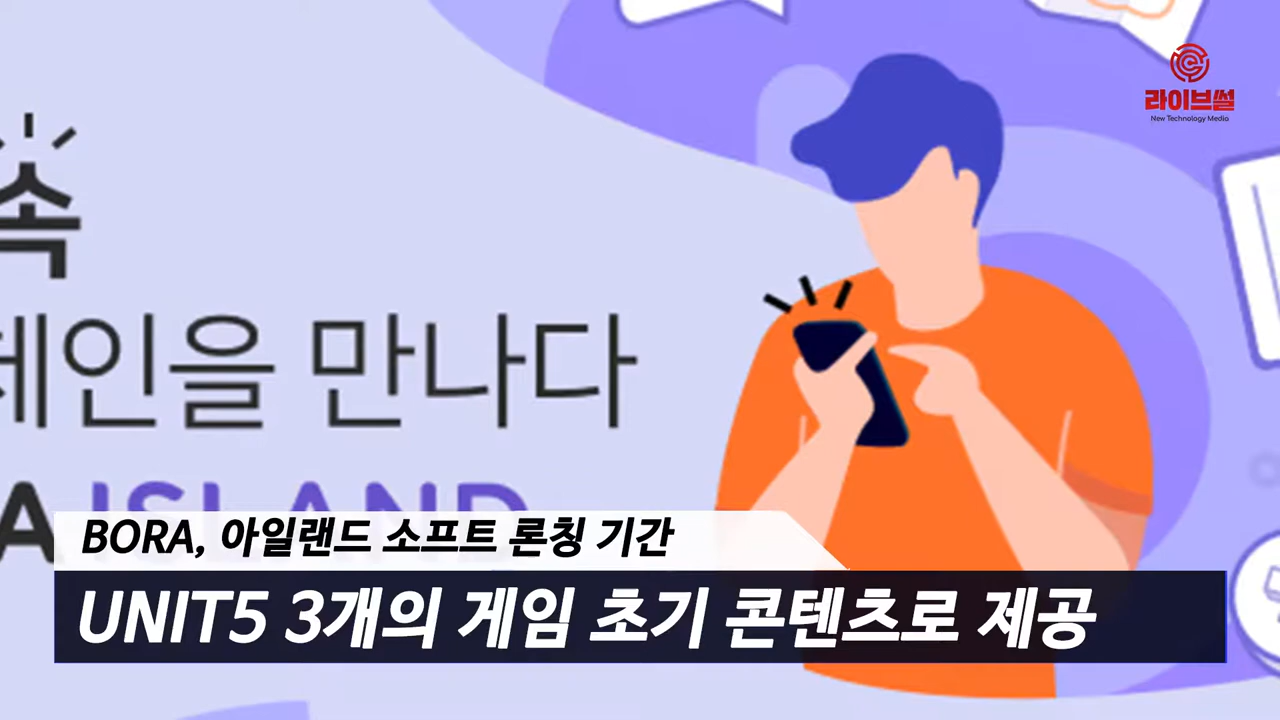 라이브썰
New Technology Media
속
체인을 만나다
A ISLAND
BORA, 아일랜드 소프트 론칭 기간
UNIT5 3개의 게임 초기 콘텐츠로 제공